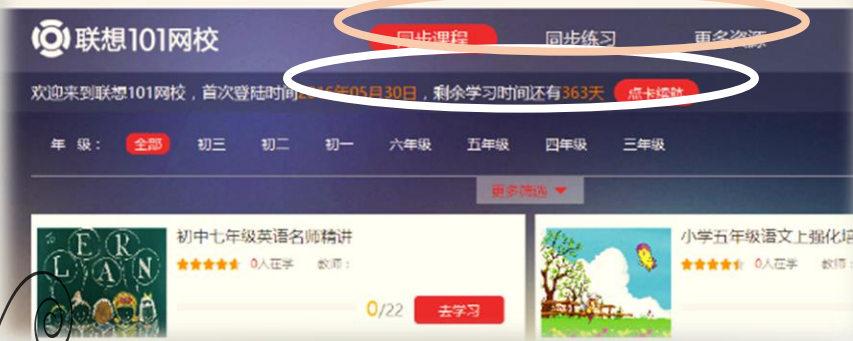 联想101网校 同步课程 同步练习 更多资源
欢迎来到联想101网校，首次登陆时间2016年05月30日，剩余学习时间还有363天 点卡续航
年 级： 全部 初三 初二 初一 六年级 五年级 四年级 三年级
更多筛选
初中七年级英语名师精讲 小学五年级语文上强化培
0人在学 教师： 0人在学 教师：
LEARN
0/22 去学习